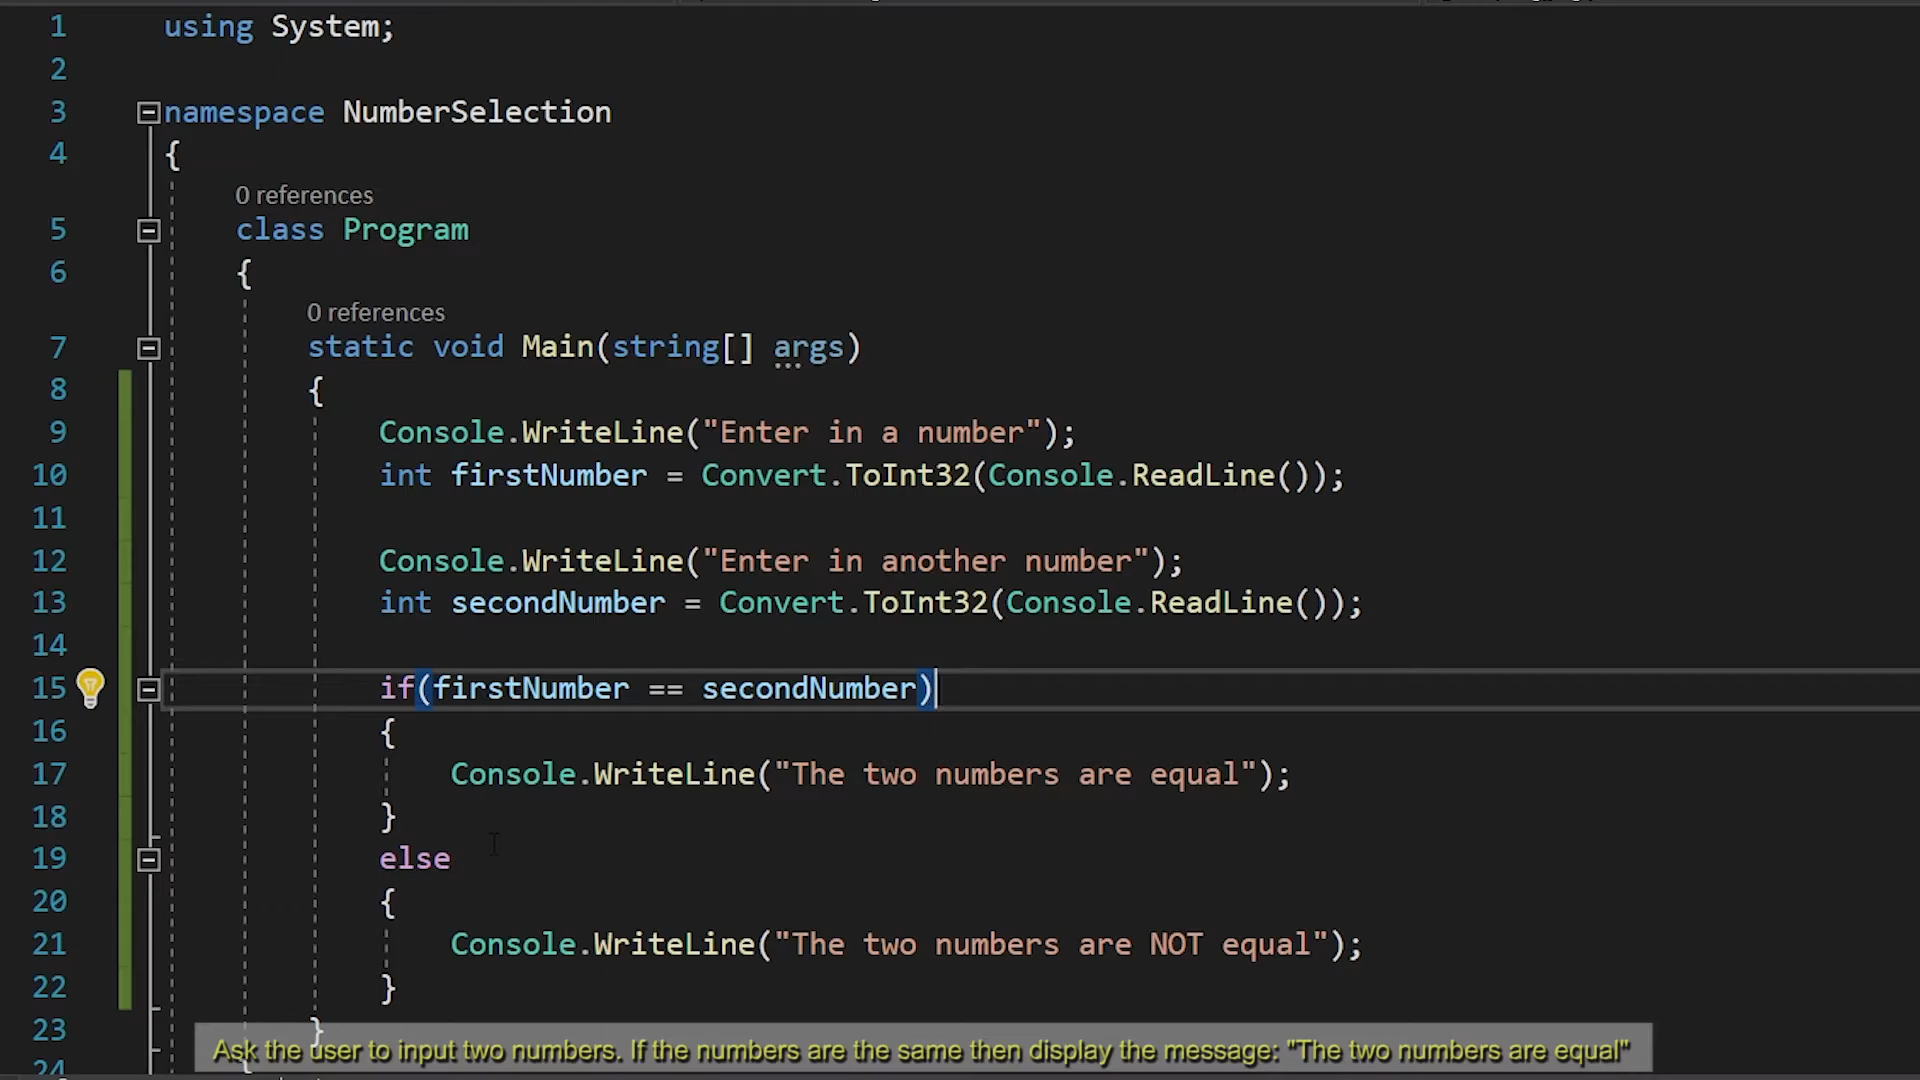 1 using System;
2
3 namespace NumberSelection
4 {
0 references
5 class Program
6 {
0 references
7 static void Main(string[] args)
8 {
9 Console.WriteLine("Enter in a number");
10 int firstNumber = Convert.ToInt32(Console.ReadLine());
11
12 Console.WriteLine("Enter in another number");
13 int secondNumber = Convert.ToInt32(Console.ReadLine());
14
15 if(firstNumber == secondNumber)
16 {
17 Console.WriteLine("The two numbers are equal");
18 }
19 else
20 {
21 Console.WriteLine("The two numbers are NOT equal");
22 }
23 }
Ask the user to input two numbers. If the numbers are the same then display the message: "The two numbers are equal"
24